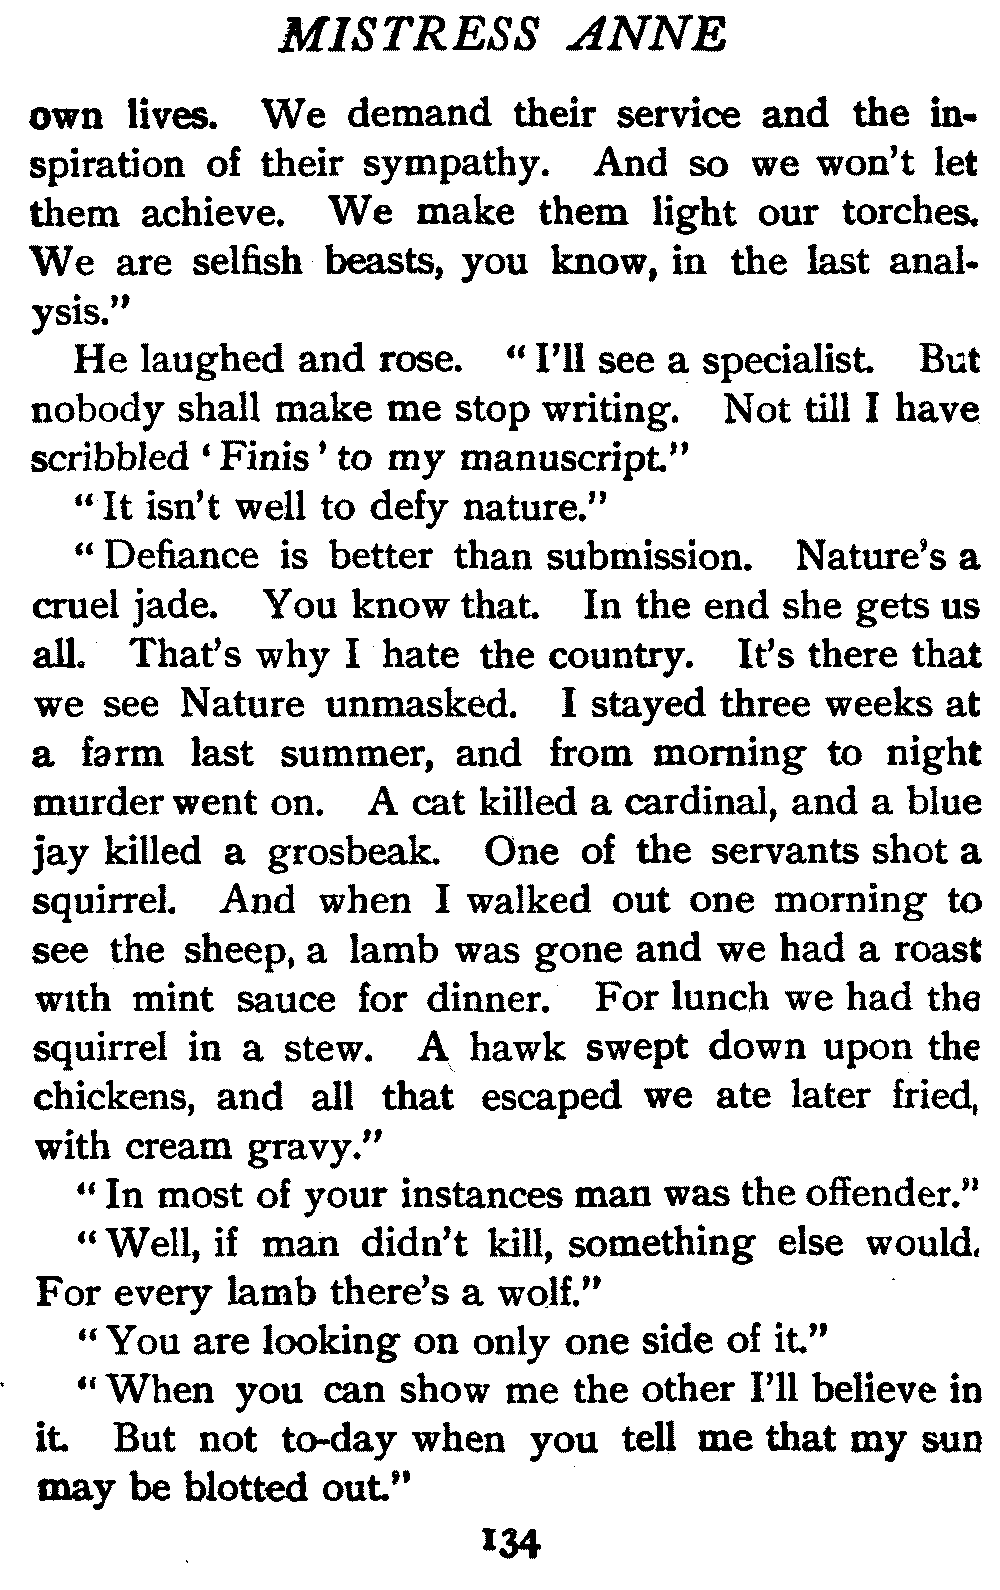 MISTRESS ANNE
own lives. We demand their service and the in-
spiration of their sympathy. And so we won't let
them achieve. We make them light our torches.
We are selfish beasts, you know, in the last anal-
ysis."
He laughed and rose. "I'll see a specialist. But
nobody shall make me stop writing. Not till I have
scribbled 'Finis' to my manuscript."
"It isn't well to defy nature."
"Defiance is better than submission. Nature's a
cruel jade. You know that. In the end she gets us
all. That's why I hate the country. It's there that
we see Nature unmasked. I stayed three weeks at
a farm last summer, and from morning to night
murder went on. A cat killed a cardinal, and a blue
jay killed a grosbeak. One of the servants shot a
squirrel. And when I walked out one morning to
see the sheep, a lamb was gone and we had a roast
with mint sauce for dinner. For lunch we had the
squirrel in a stew. A hawk swept down upon the
chickens, and all that escaped we ate later fried,
with cream gravy."
"In most of your instances man was the offender."
"Well, if man didn't kill, something else would.
For every lamb there's a wolf."
"You are looking on only one side of it."
"When you can show me the other I'll believe in
it. But not to-day when you tell me that my sun
may be blotted out."
134